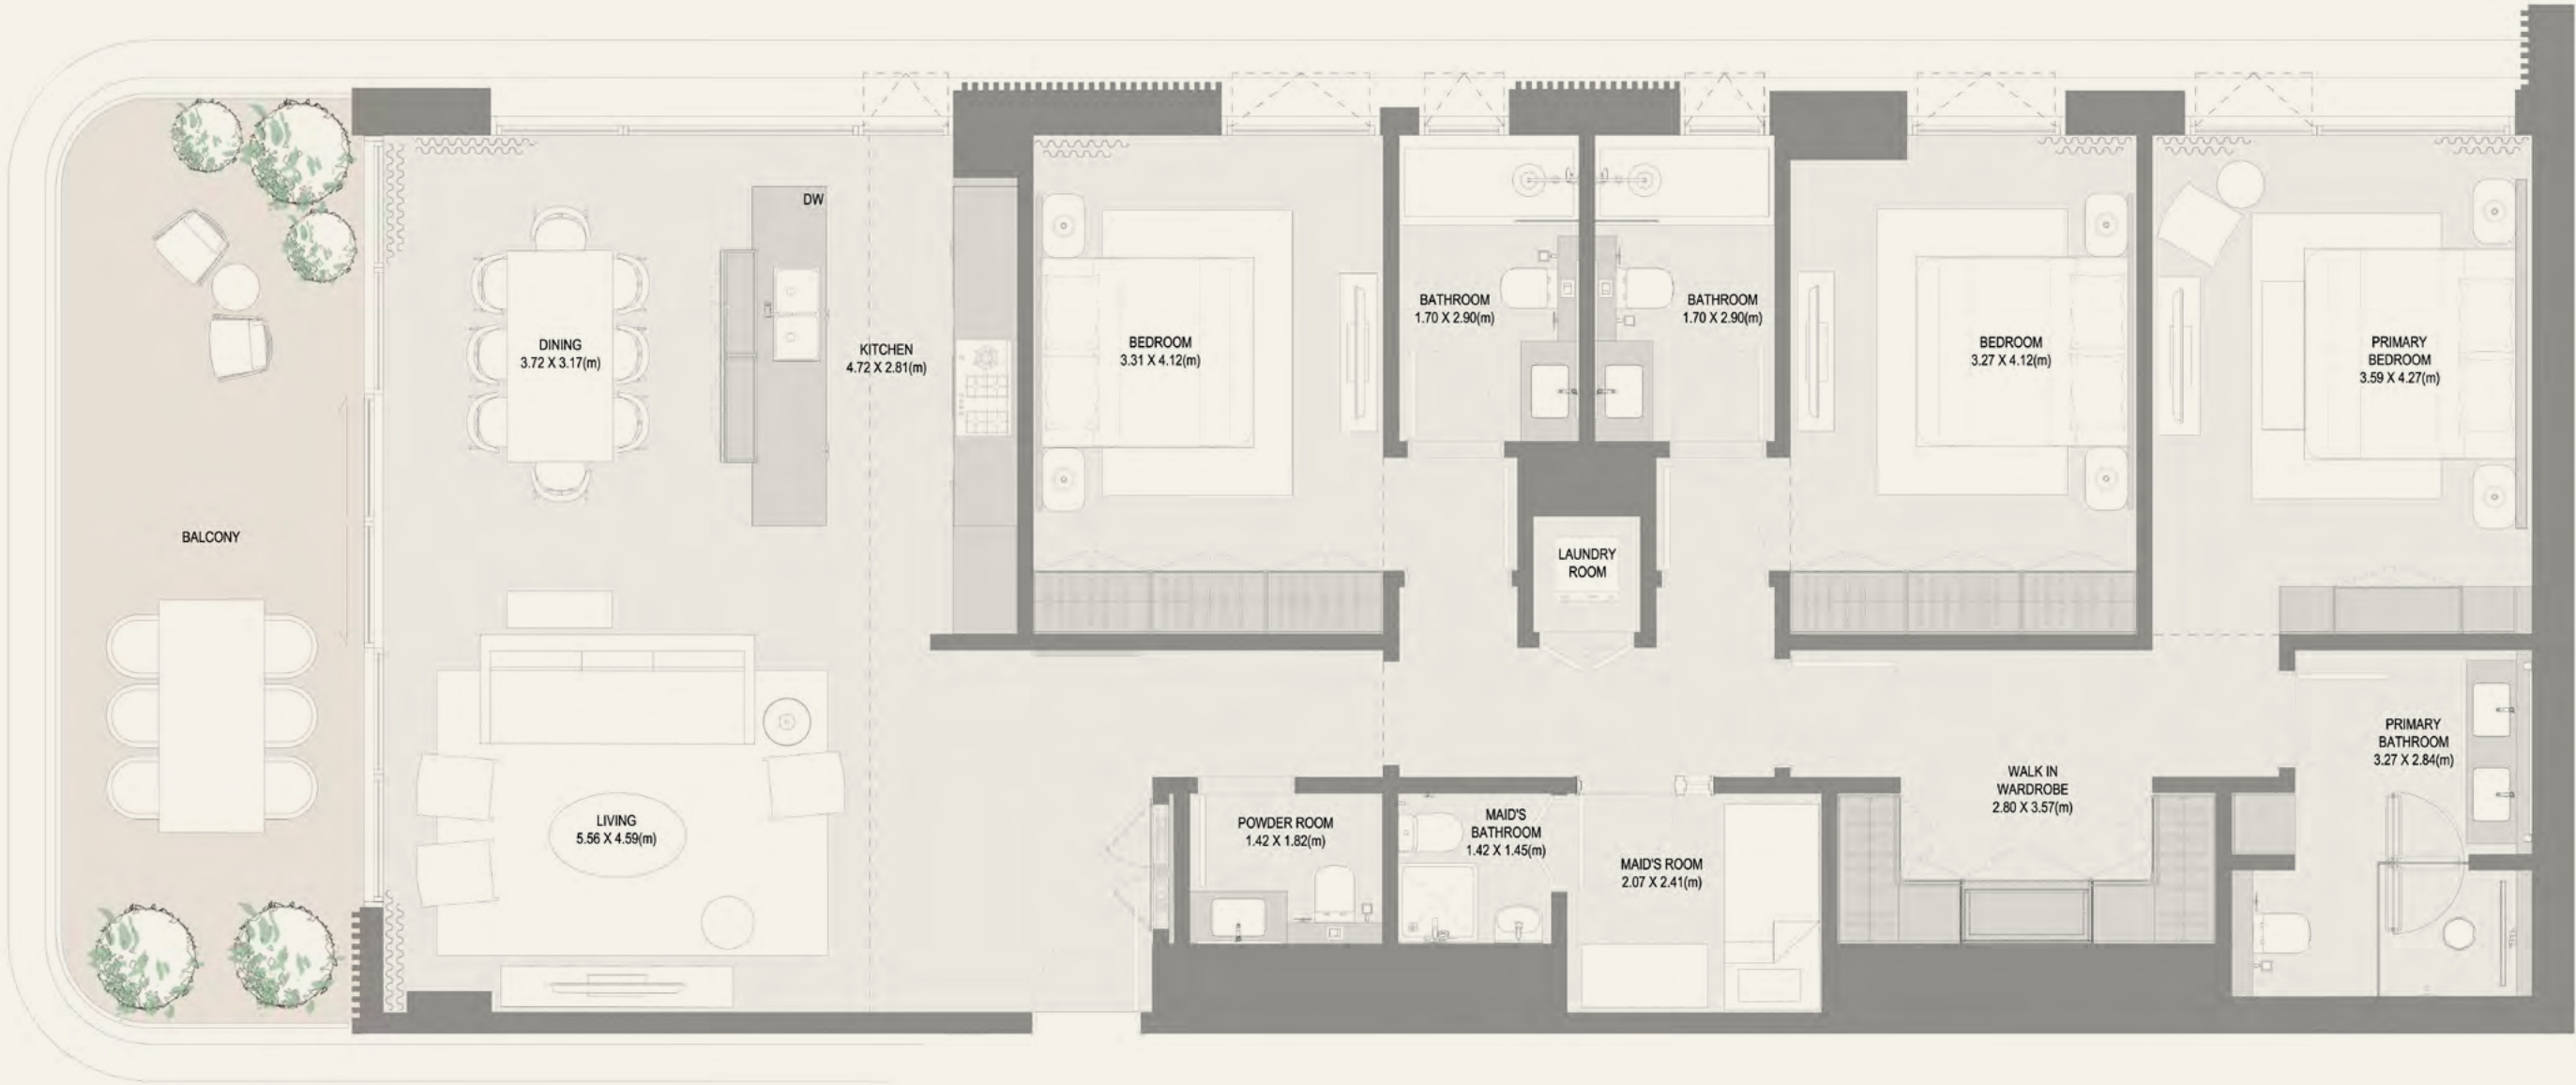 DW
BALCONY
DINING
3.72 X 3.17(m)
KITCHEN
4.72 X 2.81(m)
BEDROOM
3.31 X 4.12(m)
BATHROOM
1.70 X 2.90(m)
BATHROOM
1.70 X 2.90(m)
BEDROOM
3.27 X 4.12(m)
PRIMARY
BEDROOM
3.59 X 4.27(m)
LAUNDRY
ROOM
LIVING
5.56 X 4.59(m)
POWDER ROOM
1.42 X 1.82(m)
MAID'S
BATHROOM
1.42 X 1.45(m)
MAID'S ROOM
2.07 X 2.41(m)
WALK IN
WARDROBE
2.80 X 3.57(m)
PRIMARY
BATHROOM
3.27 X 2.84(m)